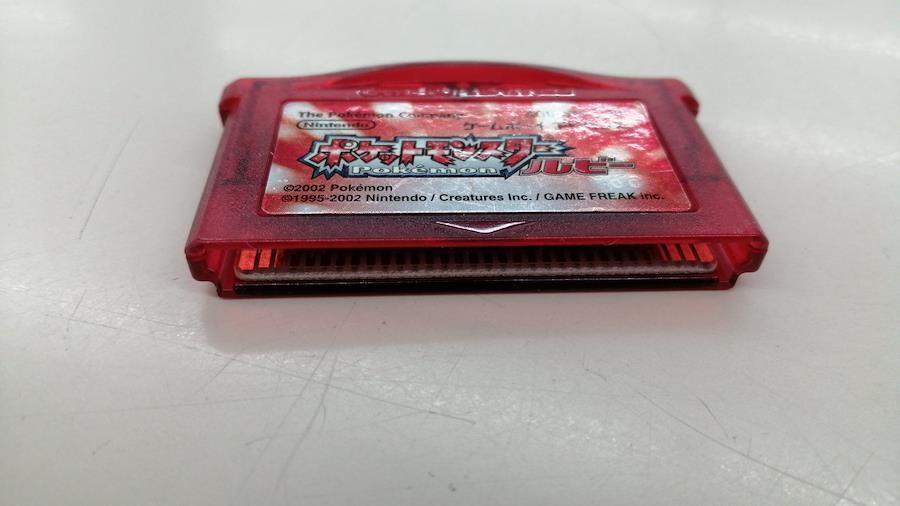 The Pokémon Company
Nintendo
ポケットモンスター
Pokémon
ルビー
©2002 Pokémon
©1995-2002 Nintendo / Creatures Inc. / GAME FREAK inc.